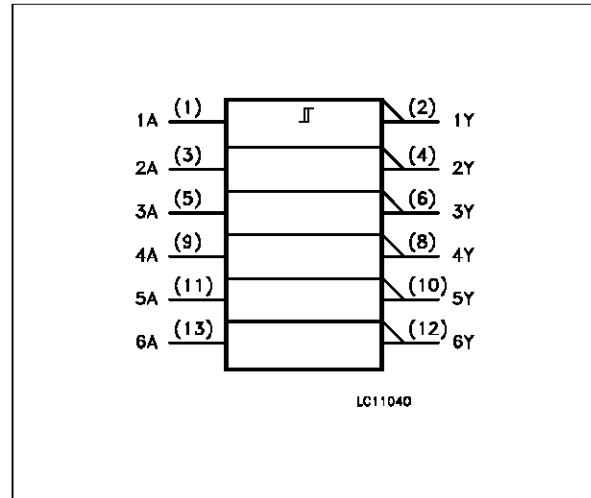 1A (1) (2) 1Y
2A (3) (4) 2Y
3A (5) (6) 3Y
4A (9) (8) 4Y
5A (11) (10) 5Y
6A (13) (12) 6Y
LC11040